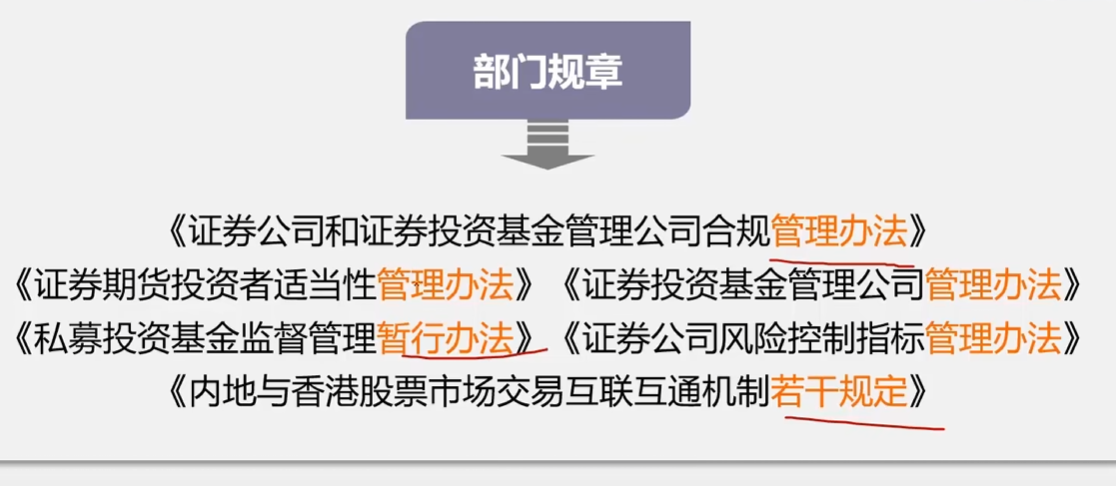 部门规章
《证券公司和证券投资基金管理公司合规管理办法》
《证券期货投资者适当性管理办法》《证券投资基金管理公司管理办法》
《私募投资基金监督管理暂行办法》《证券公司风险控制指标管理办法》
《内地与香港股票市场交易互联互通机制若干规定》